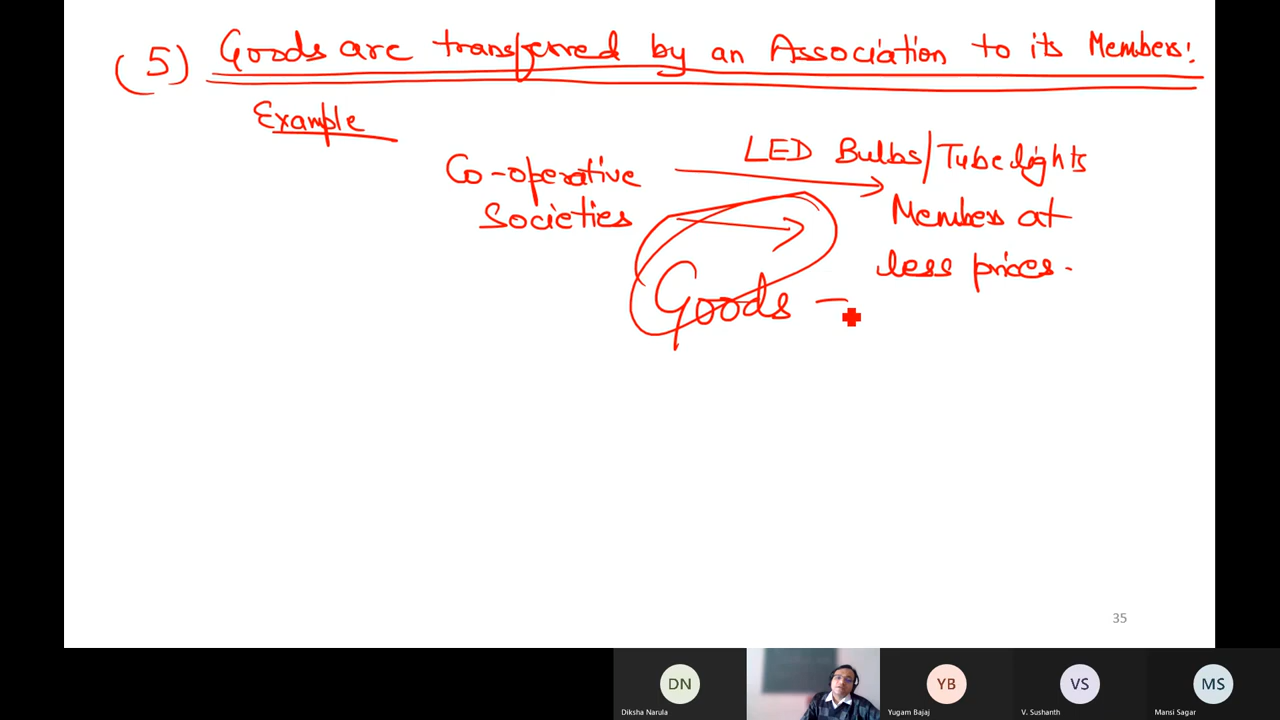 (5) Goods are transferred by an Association to its Members:
Example
Co-operative Societies
LED Bulbs/Tubelights
Members at less prices.
Goods -
35
DN
YB
VS
MS
Diksha Narula
Yugam Bajaj
V. Sushanth
Mansi Sagar